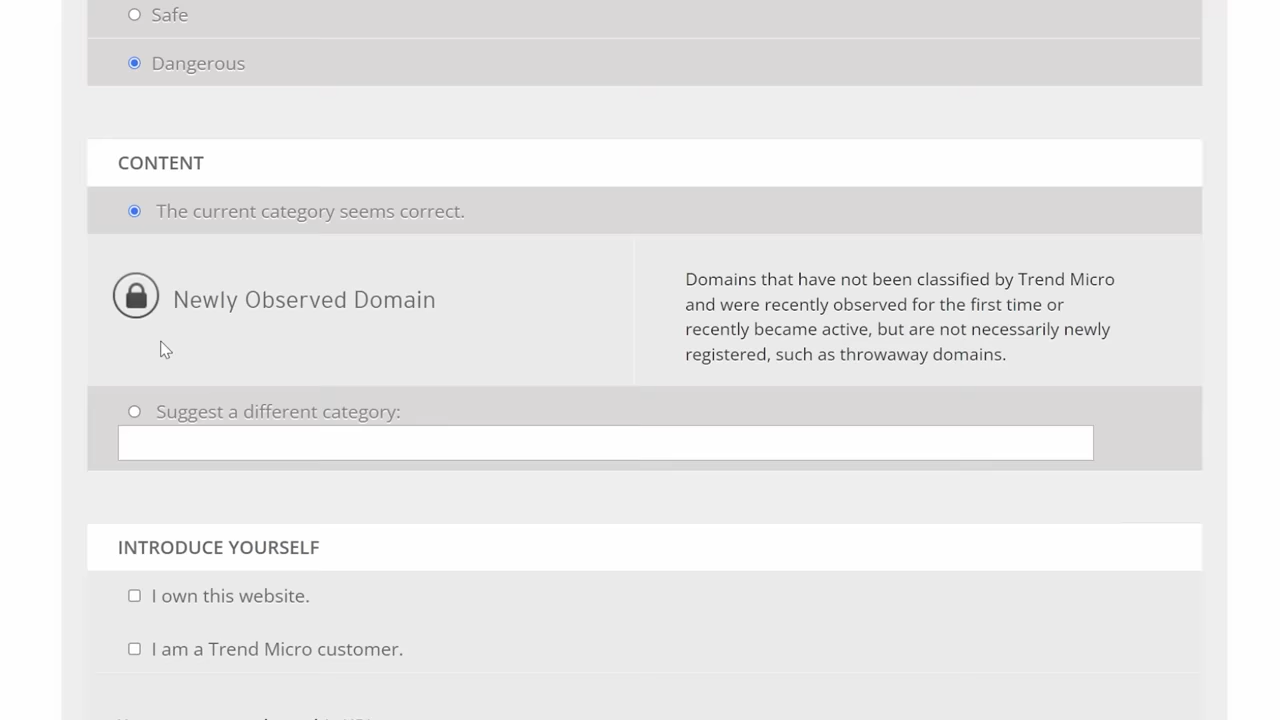 Safe
Dangerous
CONTENT
The current category seems correct.
Newly Observed Domain
Domains that have not been classified by Trend Micro
and were recently observed for the first time or
recently became active, but are not necessarily newly
registered, such as throwaway domains.
Suggest a different category:
INTRODUCE YOURSELF
I own this website.
I am a Trend Micro customer.